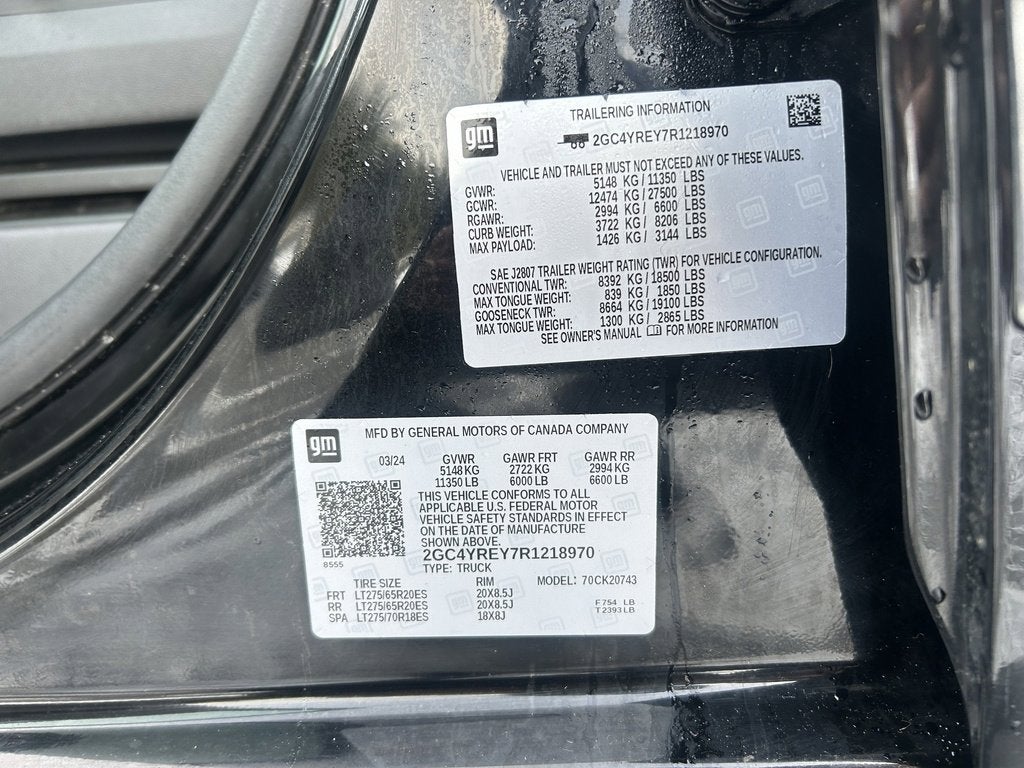 TRAILERING INFORMATION
gm
2GC4YREY7R1218970
VEHICLE AND TRAILER MUST NOT EXCEED ANY OF THESE VALUES.
GVWR: 5148 KG / 11350 LBS
GCWR: 12474 KG / 27500 LBS
RGAWR: 2994 KG / 6600 LBS
CURB WEIGHT: 3722 KG / 8206 LBS
MAX PAYLOAD: 1426 KG / 3144 LBS
SAE J2807 TRAILER WEIGHT RATING (TWR) FOR VEHICLE CONFIGURATION.
CONVENTIONAL TWR: 8392 KG / 18500 LBS
MAX TONGUE WEIGHT: 839 KG / 1850 LBS
GOOSENECK TWR: 8664 KG / 19100 LBS
MAX TONGUE WEIGHT: 1300 KG / 2865 LBS
SEE OWNER'S MANUAL FOR MORE INFORMATION
gm
MFD BY GENERAL MOTORS OF CANADA COMPANY
03/24 GVWR GAWR FRT GAWR RR
5148 KG 2722 KG 2994 KG
11350 LB 6000 LB 6600 LB
THIS VEHICLE CONFORMS TO ALL
APPLICABLE U.S. FEDERAL MOTOR
VEHICLE SAFETY STANDARDS IN EFFECT
ON THE DATE OF MANUFACTURE
SHOWN ABOVE.
2GC4YREY7R1218970
8555
TYPE: TRUCK
TIRE SIZE RIM MODEL: 70CK20743
FRT LT275/65R20ES 20X8.5J
RR LT275/65R20ES 20X8.5J F754 LB
SPA LT275/70R18ES 18X8J T2393LB